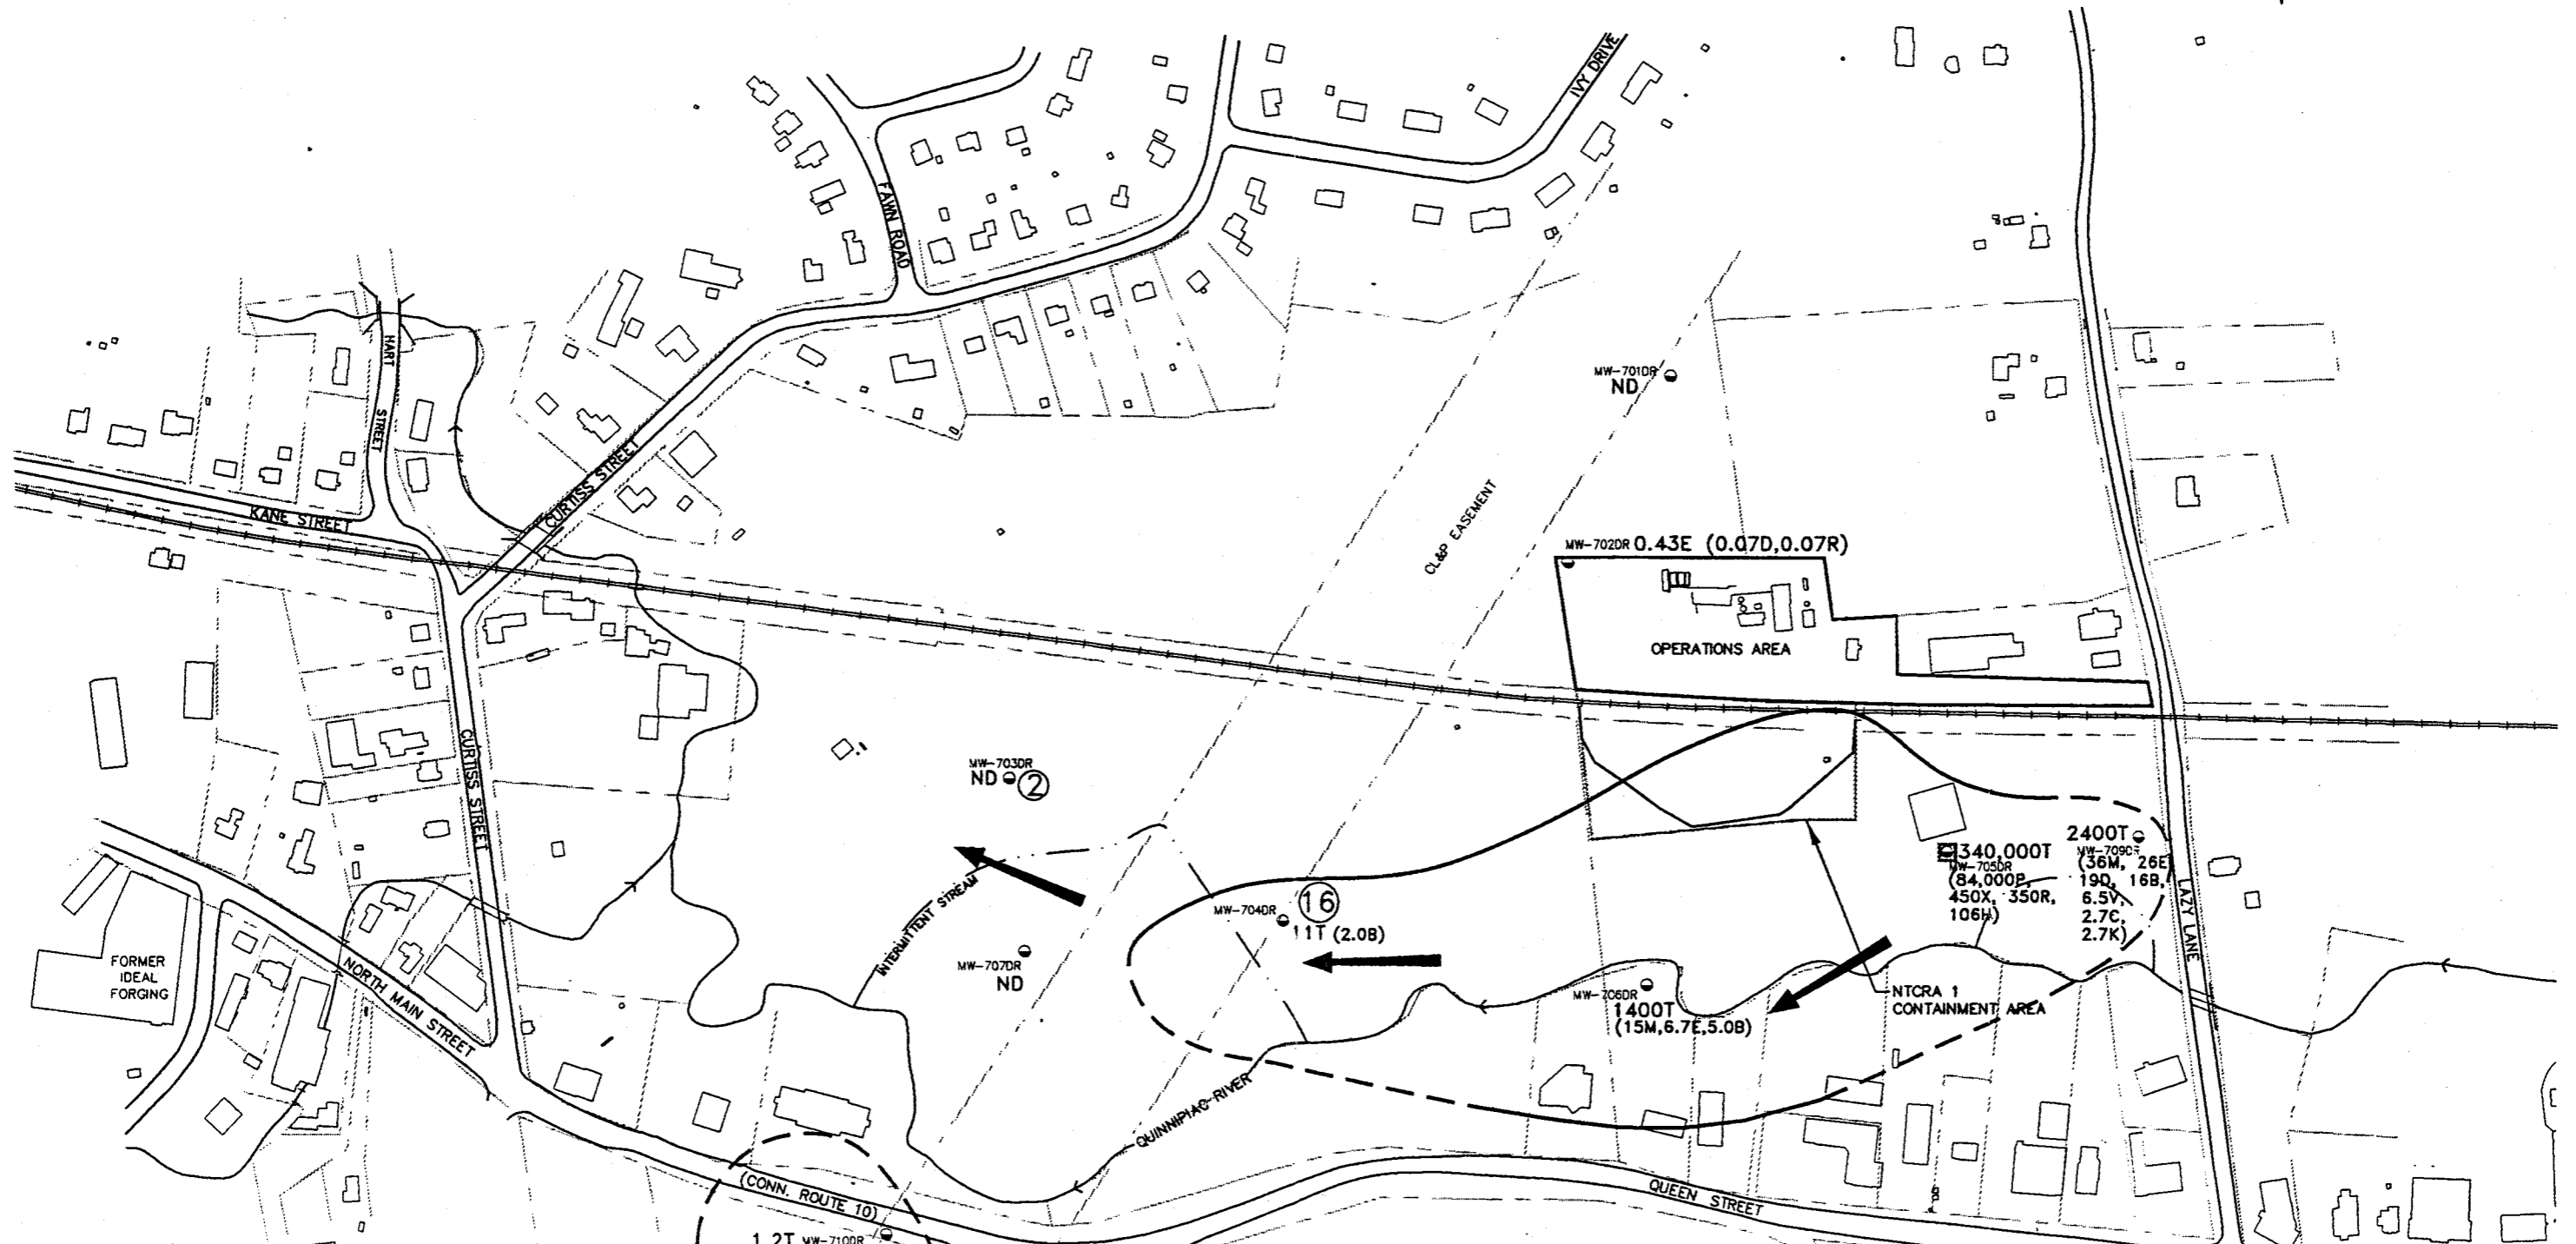 IVY DRIVE
FAWN ROAD
HART
STREET
MW-701DR
ND
CURTISS STREET
KANE STREET
CL&P EASEMENT
MW-702DR 0.43E (0.07D,0.07R)
OPERATIONS AREA
CURTISS STREET
MW-703DR
ND
2
2400T
MW-709DR
(36M, 26E
19D, 16B,
6.5V,
2.7C,
2.7K)
340,000T
MW-705DR
450X, 350R,
106H)
LAZY LANE
INTERMITTENT STREAM
16
MW-704DR
11T (2.0B)
MW-707DR
ND
FORMER
IDEAL
FORGING
NORTH MAIN STREET
MW-706DR
1400T
(15M,6.7E,5.0B)
NTCRA 1
CONTAINMENT AREA
QUINNIPIAC RIVER
(CONN. ROUTE 10)
QUEEN STREET
1.2T MW-710DR